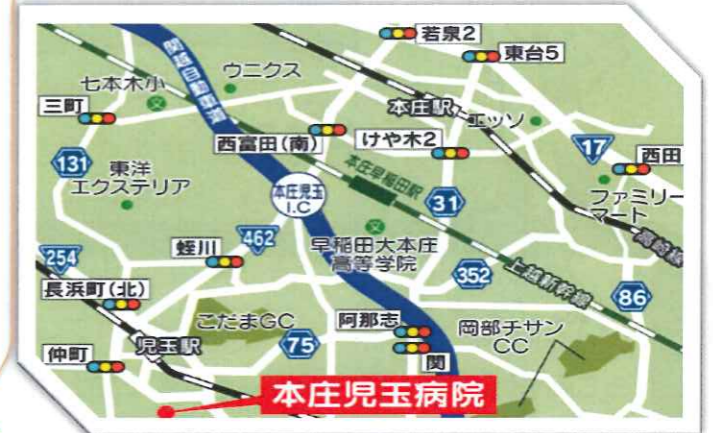 若泉2
東台5
関越自動車道
ウニクス
七本木小
文
本庄駅
エッソ
三町
西富田(南)
けや木2
17
西田
131
東洋
エクステリア
本庄早稲田駅
本庄児玉
I.C
31
ファミリー
マート
高崎線
462
早稲田大本庄
高等学院
文
254
蛭川
352
上越新幹線
86
長浜町(北)
こだまGC
阿那志
岡部チサン
CC
75
児玉駅
仲町
関
本庄児玉病院